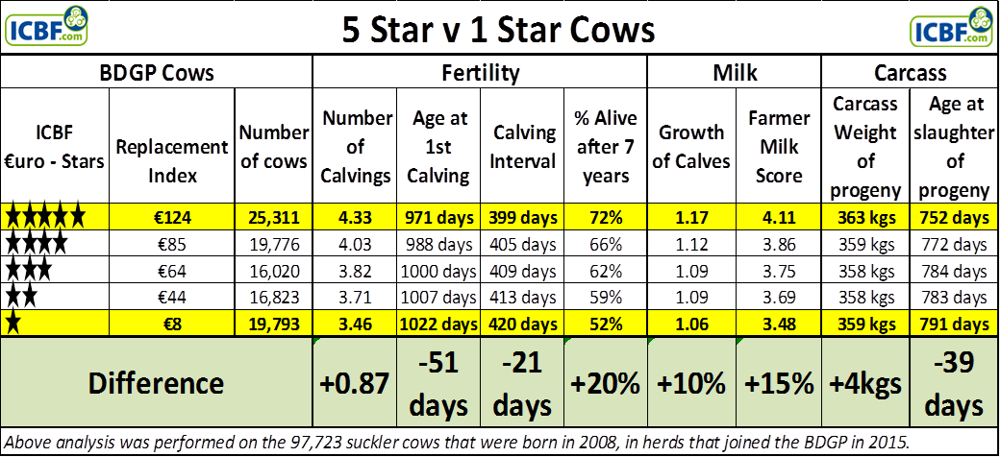 ICBF.com
5 Star v 1 Star Cows
ICBF.com
BDGP Cows Fertility Milk Carcass
ICBF €uro - Stars Replacement Index Number of cows Number of Calvings Age at 1st Calving Calving Interval % Alive after 7 years Growth of Calves Farmer Milk Score Carcass Weight of progeny Age at slaughter of progeny
★★★★★ €124 25,311 4.33 971 days 399 days 72% 1.17 4.11 363 kgs 752 days
★★★★ €85 19,776 4.03 988 days 405 days 66% 1.12 3.86 359 kgs 772 days
★★★ €64 16,020 3.82 1000 days 409 days 62% 1.09 3.75 358 kgs 784 days
★★ €44 16,823 3.71 1007 days 413 days 59% 1.09 3.69 358 kgs 783 days
★ €8 19,793 3.46 1022 days 420 days 52% 1.06 3.48 359 kgs 791 days
Difference +0.87 -51 days -21 days +20% +10% +15% +4kgs -39 days
Above analysis was performed on the 97,723 suckler cows that were born in 2008, in herds that joined the BDGP in 2015.